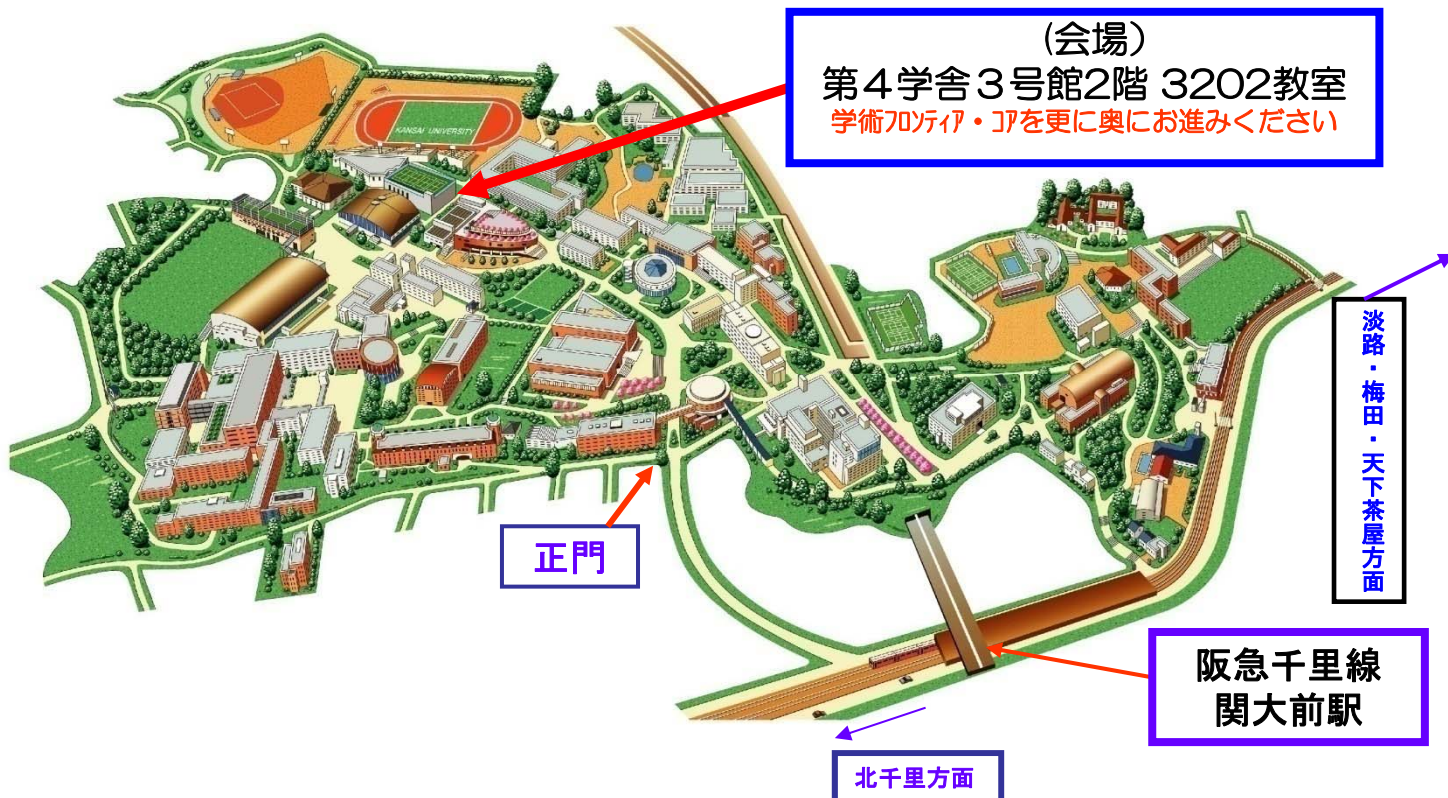 (会場)
第4学舎3号館2階 3202教室
学術ﾌﾛﾝﾃｨｱ・ｺｱを更に奥にお進みください
KANSAI UNIVERSITY
淡路・梅田・天下茶屋方面
正門
阪急千里線
関大前駅
北千里方面